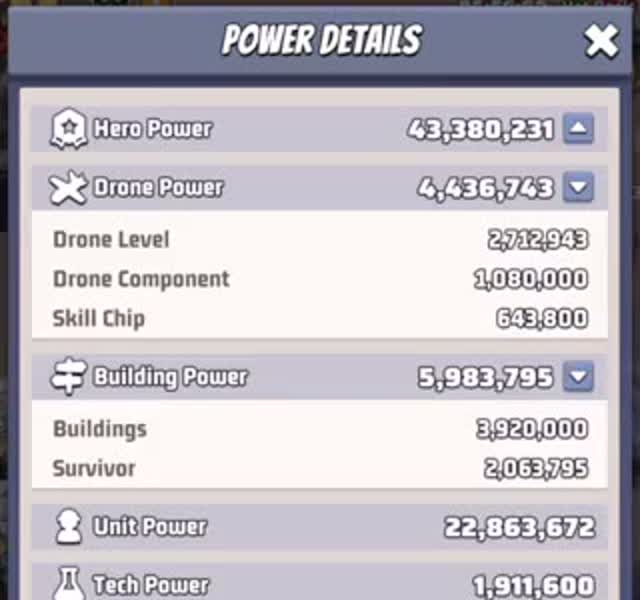 POWER DETAILS
Hero Power 43,380,231
Drone Power 4,436,743
Drone Level 2,712,943
Drone Component 1,080,000
Skill Chip 643,800
Building Power 5,983,795
Buildings 3,920,000
Survivor 2,063,795
Unit Power 22,863,672
Tech Power 1,911,600